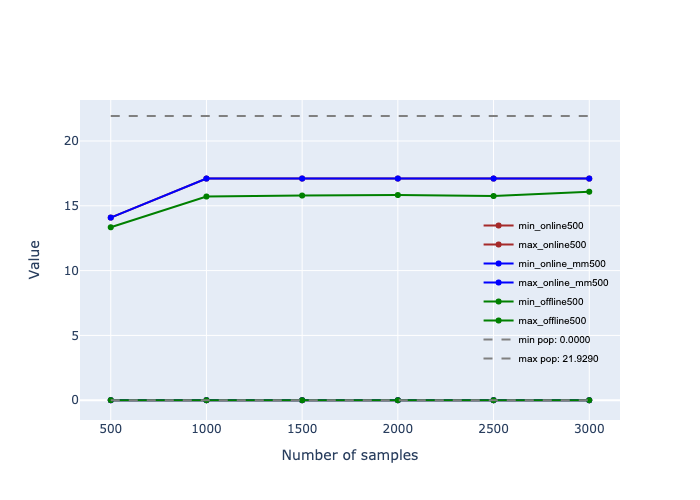 20
15
10
5
0
Value
500
1000
1500
2000
2500
3000
Number of samples
min_online500
max_online500
min_online_mm500
max_online_mm500
min_offline500
max_offline500
min pop: 0.0000
max pop: 21.9290